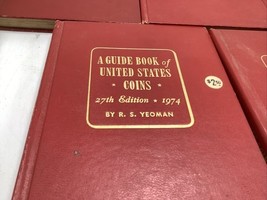 A GUIDE BOOK of
UNITED STATES
COINS
27th Edition • 1974
BY R. S. YEOMAN
$2.50